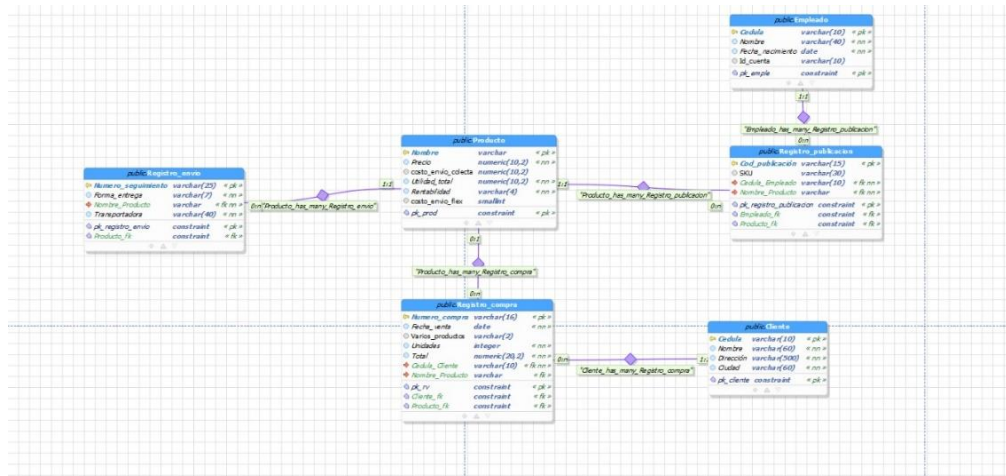 public.Empleado
Cedula varchar(10) « pk »
Nombre varchar(40) « nn »
Fecha_nacimiento date « nn »
Id_cuenta varchar(10)
pk_emple constraint « pk »
1:1
"Empleado_has_many_Registro_publicacion"
0:n
public.Registro_publicacion
Cod_publicación varchar(15) « pk »
SKU varchar(30)
Cedula_Empleado varchar(10) « fk nn »
Nombre_Producto varchar « fk nn »
pk_registro_publicacion constraint « pk »
Empleado_fk constraint « fk »
Producto_fk constraint « fk »
public.Producto
Nombre varchar « pk »
Precio numeric(10,2) « nn »
costo_envio_colecta numeric(10,2)
Utilidad_total numeric(10,2) « nn »
Rentabilidad varchar(4) « nn »
costo_envio_flex smallint
pk_prod constraint « pk »
1:1
"Producto_has_many_Registro_publicacion"
0:n
public.Registro_envio
Numero_seguimiento varchar(25) « pk »
Forma_entrega varchar(7) « nn »
Nombre_Producto varchar « fk nn »
Transportadora varchar(40) « nn »
pk_registro_envio constraint « pk »
Producto_fk constraint « fk »
1:1
0:n
"Producto_has_many_Registro_envio"
0:1
"Producto_has_many_Registro_compra"
0:n
public.Registro_compra
Numero_compra varchar(16) « pk »
Fecha_venta date « nn »
Varios_productos varchar(2)
Unidades integer « nn »
Total numeric(20,2) « nn »
Cedula_Cliente varchar(10) « fk nn »
Nombre_Producto varchar « fk »
pk_rv constraint « pk »
Cliente_fk constraint « fk »
Producto_fk constraint « fk »
0:n
"Cliente_has_many_Registro_compra"
public.Cliente
Cedula varchar(10) « pk »
Nombre varchar(60) « nn »
Dirección varchar(500) « nn »
Ciudad varchar(60) « nn »
pk_cliente constraint « pk »